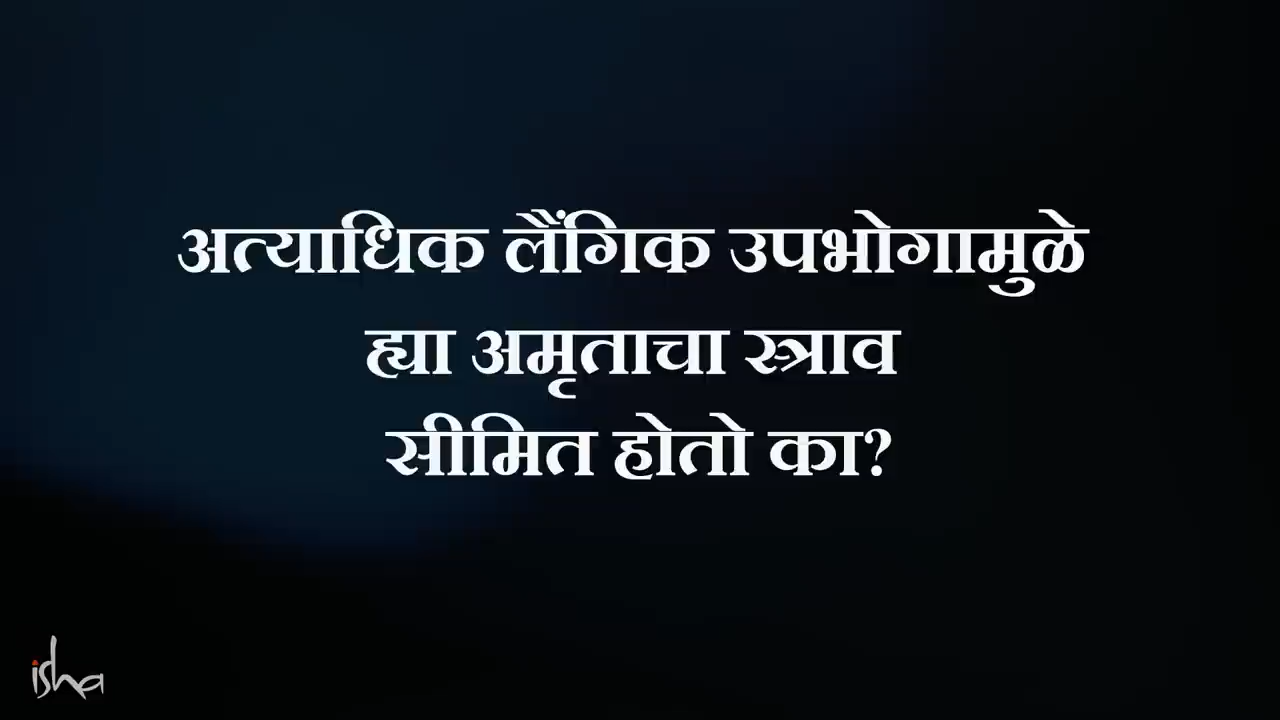 अत्याधिक लैंगिक उपभोगामुळे
ह्या अमृताचा स्त्राव
सीमित होतो का?
isha